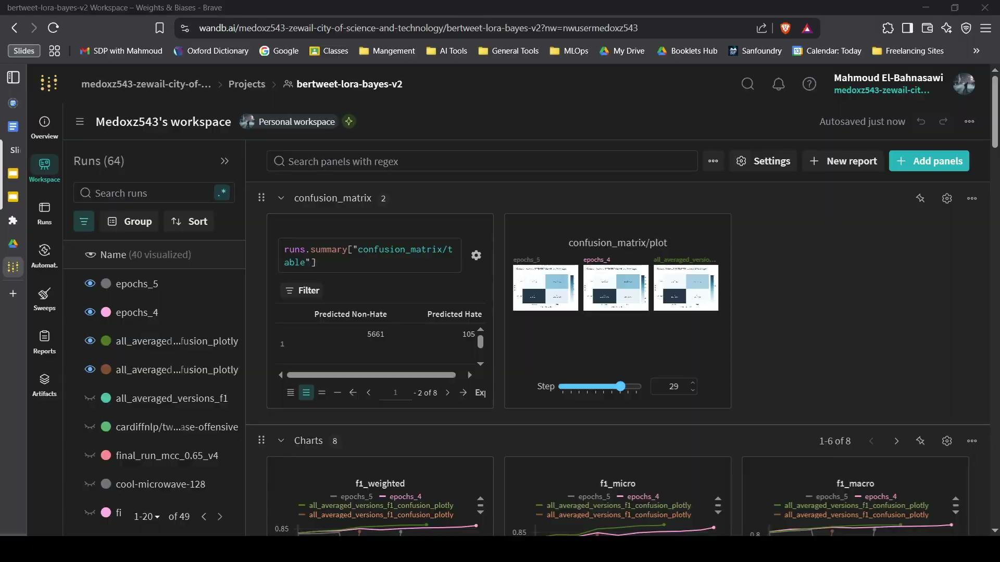 bertweet-lora-bayes-v2 Workspace – Weights & Biases - Brave
wandb.ai/medoxz543-zewail-city-of-science-and-technology/bertweet-lora-bayes-v2?nw=nwusermedoxz543
Slides
SDP with Mahmoud
Oxford Dictionary
Google
Classes
Mangement
AI Tools
General Tools
MLOps
My Drive
Booklets Hub
Sanfoundry
Calendar: Today
Freelancing Sites
medoxz543-zewail-city-of-... > Projects > bertweet-lora-bayes-v2
Mahmoud El-Bahnasawi
medoxz543-zewail-cit...
Medoxz543's workspace
Personal workspace
Autosaved just now
Overview
Sli
Workspace
Runs
Automat.
Sweeps
Reports
Artifacts
Runs (64)
Search runs
.*
Group
Sort
Name (40 visualized)
epochs_5
epochs_4
all_averaged...fusion_plotly
all_averaged...fusion_plotly
all_averaged_versions_f1
cardiffnlp/tw...ase-offensive
final_run_mcc_0.65_v4
cool-microwave-128
fi
1-20 of 49
Search panels with regex
Settings
New report
Add panels
confusion_matrix 2
runs.summary["confusion_matrix/t
able"]
Filter
Predicted Non-Hate Predicted Hate
5661 105
1
1 - 2 of 8
Exp
confusion_matrix/plot
epochs_5 epochs_4 all_averaged_versio...
Step 29
Charts 8
1-6 of 8
f1_weighted
epochs_5 epochs_4
all_averaged_versions_f1_confusion_plotly
all_averaged_versions_f1_confusion_plotly
0.85
f1_micro
epochs_5 epochs_4
all_averaged_versions_f1_confusion_plotly
all_averaged_versions_f1_confusion_plotly
0.85
f1_macro
epochs_5 epochs_4
all_averaged_versions_f1_confusion_plotly
all_averaged_versions_f1_confusion_plotly
0.8